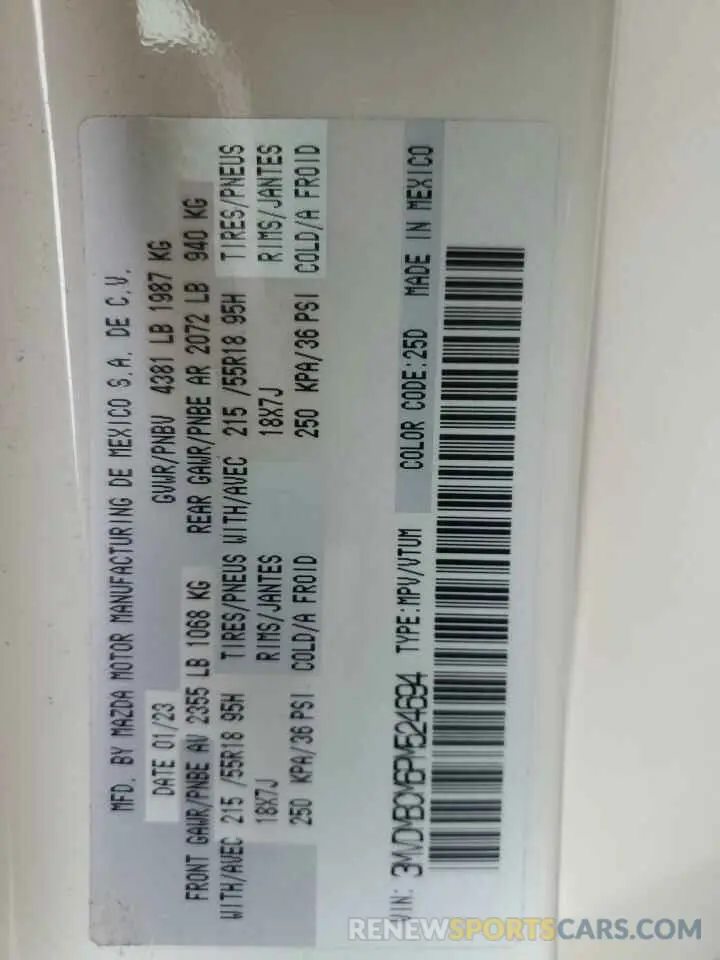 MFD. BY MAZDA MOTOR MANUFACTURING DE MEXICO S.A. DE C.V.
DATE 01/23 GVWR/PNBV 4381 LB 1987 KG
FRONT GAWR/PNBE AV 2355 LB 1068 KG REAR GAWR/PNBE AR 2072 LB 940 KG
WITH/AVEC 215 /55R18 95H TIRES/PNEUS WITH/AVEC 215 /55R18 95H TIRES/PNEUS
18X7J RIMS/JANTES 18X7J RIMS/JANTES
250 KPA/36 PSI COLD/A FROID 250 KPA/36 PSI COLD/A FROID
VIN: 3MVDMBCM6PM524694 TYPE:MPV/VTUM COLOR CODE:25D MADE IN MEXICO
RENEWSPORTSCARS.COM